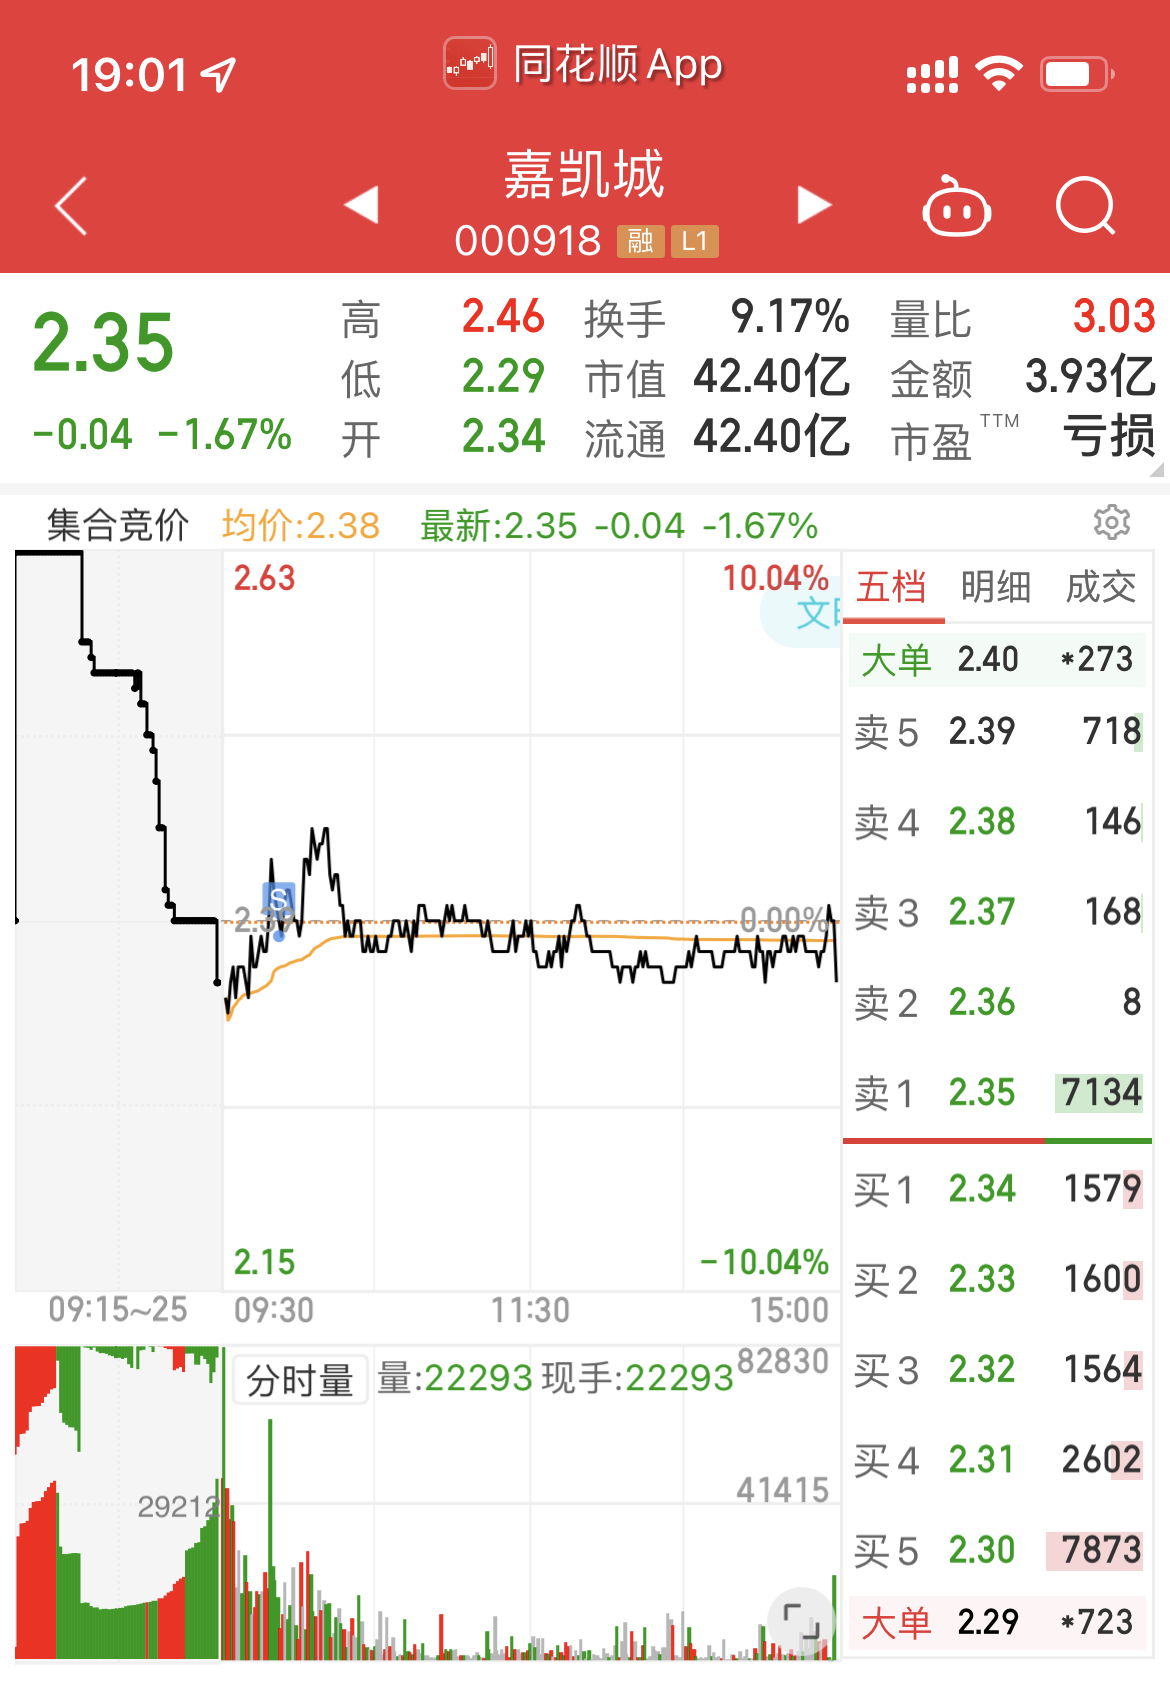 19:01 同花顺 App
嘉凯城
000918 融 L1
2.35 高 2.46 换手 9.17% 量比 3.03
低 2.29 市值 42.40亿 金额 3.93亿
-0.04 -1.67% 开 2.34 流通 42.40亿 市盈TTM 亏损
集合竞价 均价:2.38 最新:2.35 -0.04 -1.67%
2.63 10.04%
五档 明细 成交
大单 2.40 *273
卖5 2.39 718
卖4 2.38 146
S
2.39 0.00%
卖3 2.37 168
卖2 2.36 8
卖1 2.35 7134
买1 2.34 1579
2.15 -10.04%
买2 2.33 1600
09:15~25 09:30 11:30 15:00
买3 2.32 1564
分时量 量:22293 现手:22293 82830
买4 2.31 2602
29212 41415
买5 2.30 7873
大单 2.29 *723